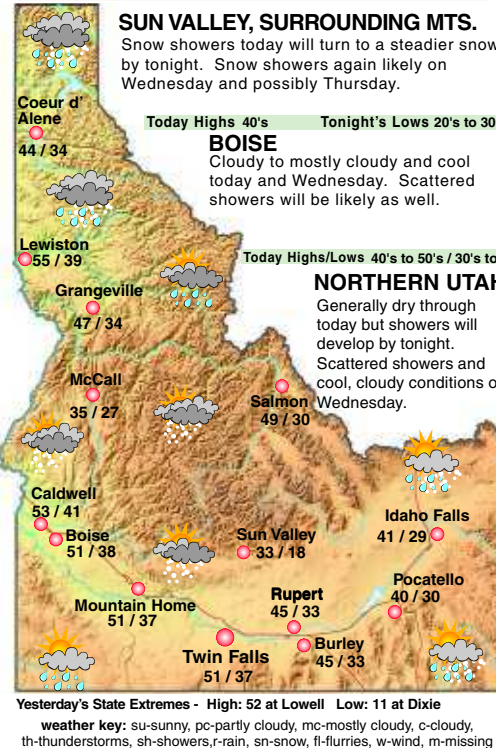 SUN VALLEY, SURROUNDING MTS.
Snow showers today will turn to a steadier snow
by tonight.  Snow showers again likely on
Wednesday and possibly Thursday.
Today Highs 40's Tonight's Lows 20's to 30
BOISE
Cloudy to mostly cloudy and cool
today and Wednesday.  Scattered
showers will be likely as well.
Today Highs/Lows 40's to 50's / 30's to
NORTHERN UTAH
Generally dry through
today but showers will
develop by tonight.
Scattered showers and
cool, cloudy conditions o
Wednesday.
Coeur d'
Alene
44 / 34
Lewiston
55 / 39
Grangeville
47 / 34
McCall
35 / 27
Salmon
49 / 30
Caldwell
53 / 41
Boise
51 / 38
Sun Valley
33 / 18
Idaho Falls
41 / 29
Pocatello
40 / 30
Mountain Home
51 / 37
Rupert
45 / 33
Burley
45 / 33
Twin Falls
51 / 37
Yesterday's State Extremes - High: 52 at Lowell Low: 11 at Dixie
weather key: su-sunny, pc-partly cloudy, mc-mostly cloudy, c-cloudy,
th-thunderstorms, sh-showers,r-rain, sn-snow, fl-flurries, w-wind, m-missing